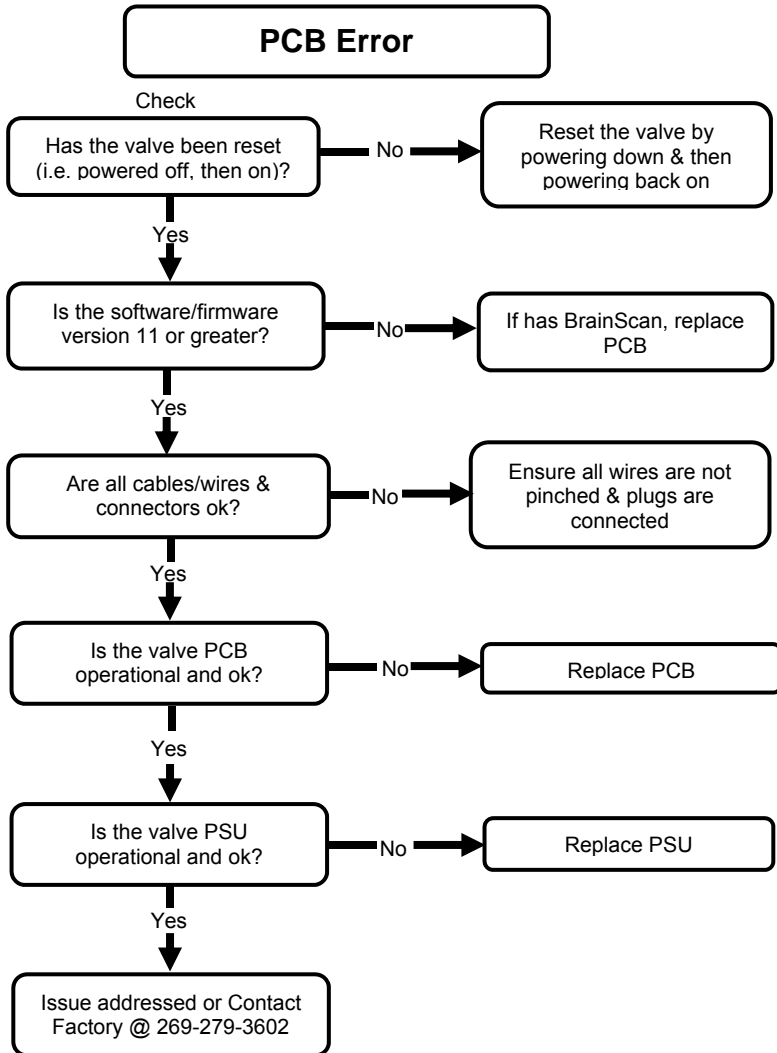 PCB Error
Check
Has the valve been reset
(i.e. powered off, then on)?
No
Reset the valve by
powering down & then
powering back on
Yes
Is the software/firmware
version 11 or greater?
No
If has BrainScan, replace
PCB
Yes
Are all cables/wires &
connectors ok?
No
Ensure all wires are not
pinched & plugs are
connected
Yes
Is the valve PCB
operational and ok?
No
Replace PCB
Yes
Is the valve PSU
operational and ok?
No
Replace PSU
Yes
Issue addressed or Contact
Factory @ 269-279-3602